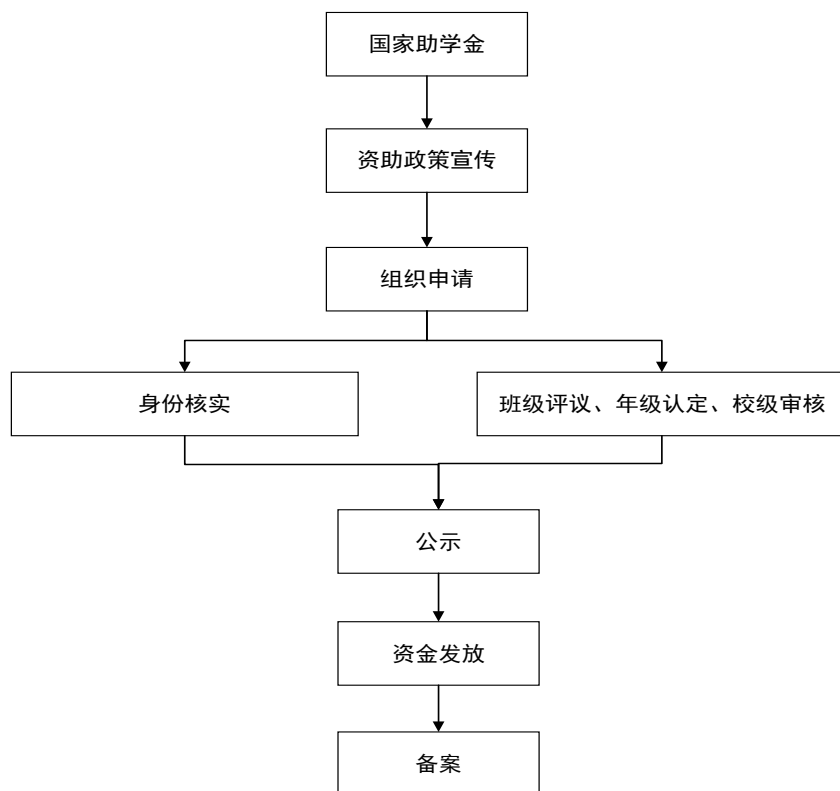 国家助学金
资助政策宣传
组织申请
身份核实
班级评议、年级认定、校级审核
公示
资金发放
备案